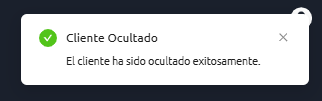 Cliente Ocultado
El cliente ha sido ocultado exitosamente.